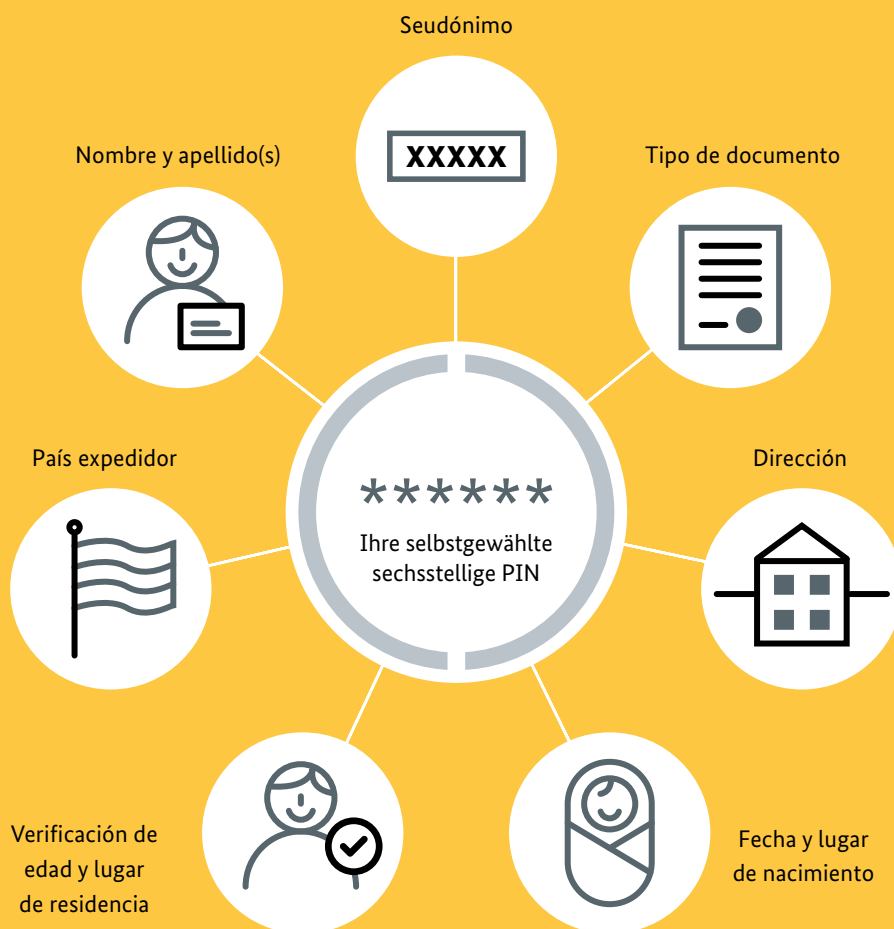 Seudónimo
XXXXX
Nombre y apellido(s)
Tipo de documento
País expedidor
Dirección
******
Ihre selbstgewählte
sechsstellige PIN
Verificación de
edad y lugar
de residencia
Fecha y lugar
de nacimiento